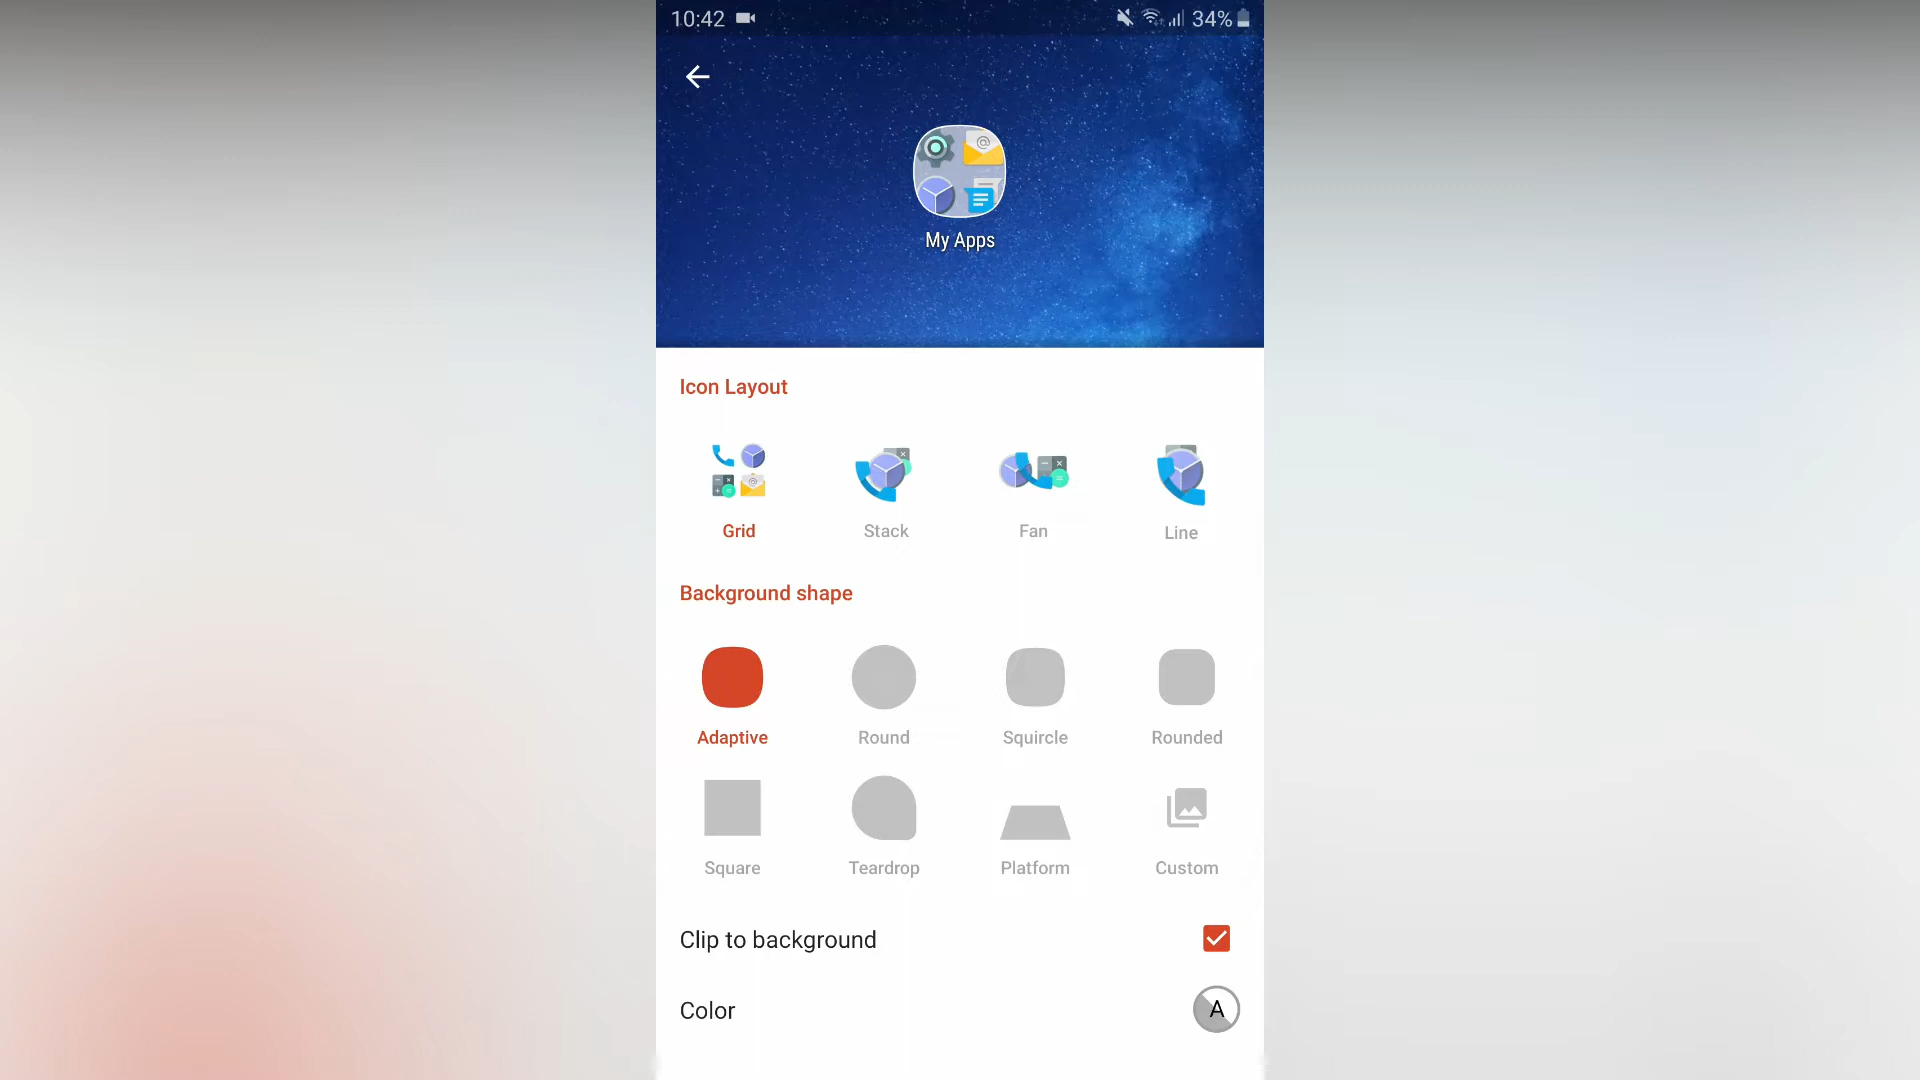 10:42 34%
My Apps
Icon Layout
Grid Stack Fan Line
Background shape
Adaptive Round Squircle Rounded
Square Teardrop Platform Custom
Clip to background
Color A